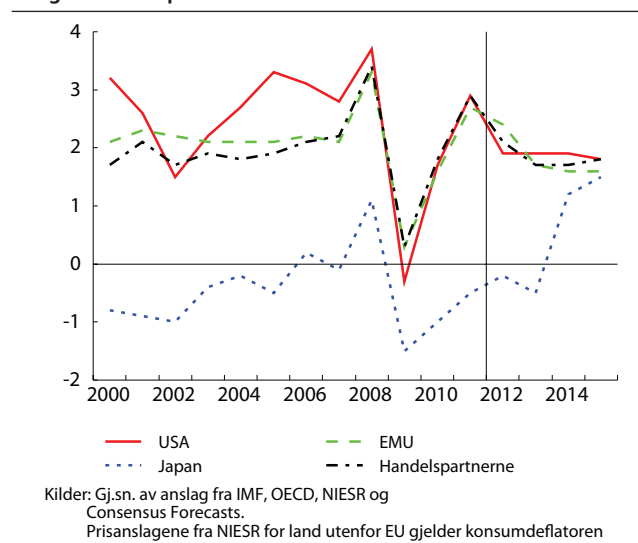 4
3
2
1
0
-1
-2
2000 2002 2004 2006 2008 2010 2012 2014
USA
EMU
Japan
Handelspartnerne
Kilder: Gj.sn. av anslag fra IMF, OECD, NIESR og
Consensus Forecasts.
Prisanslagene fra NIESR for land utenfor EU gjelder konsumdeflatoren